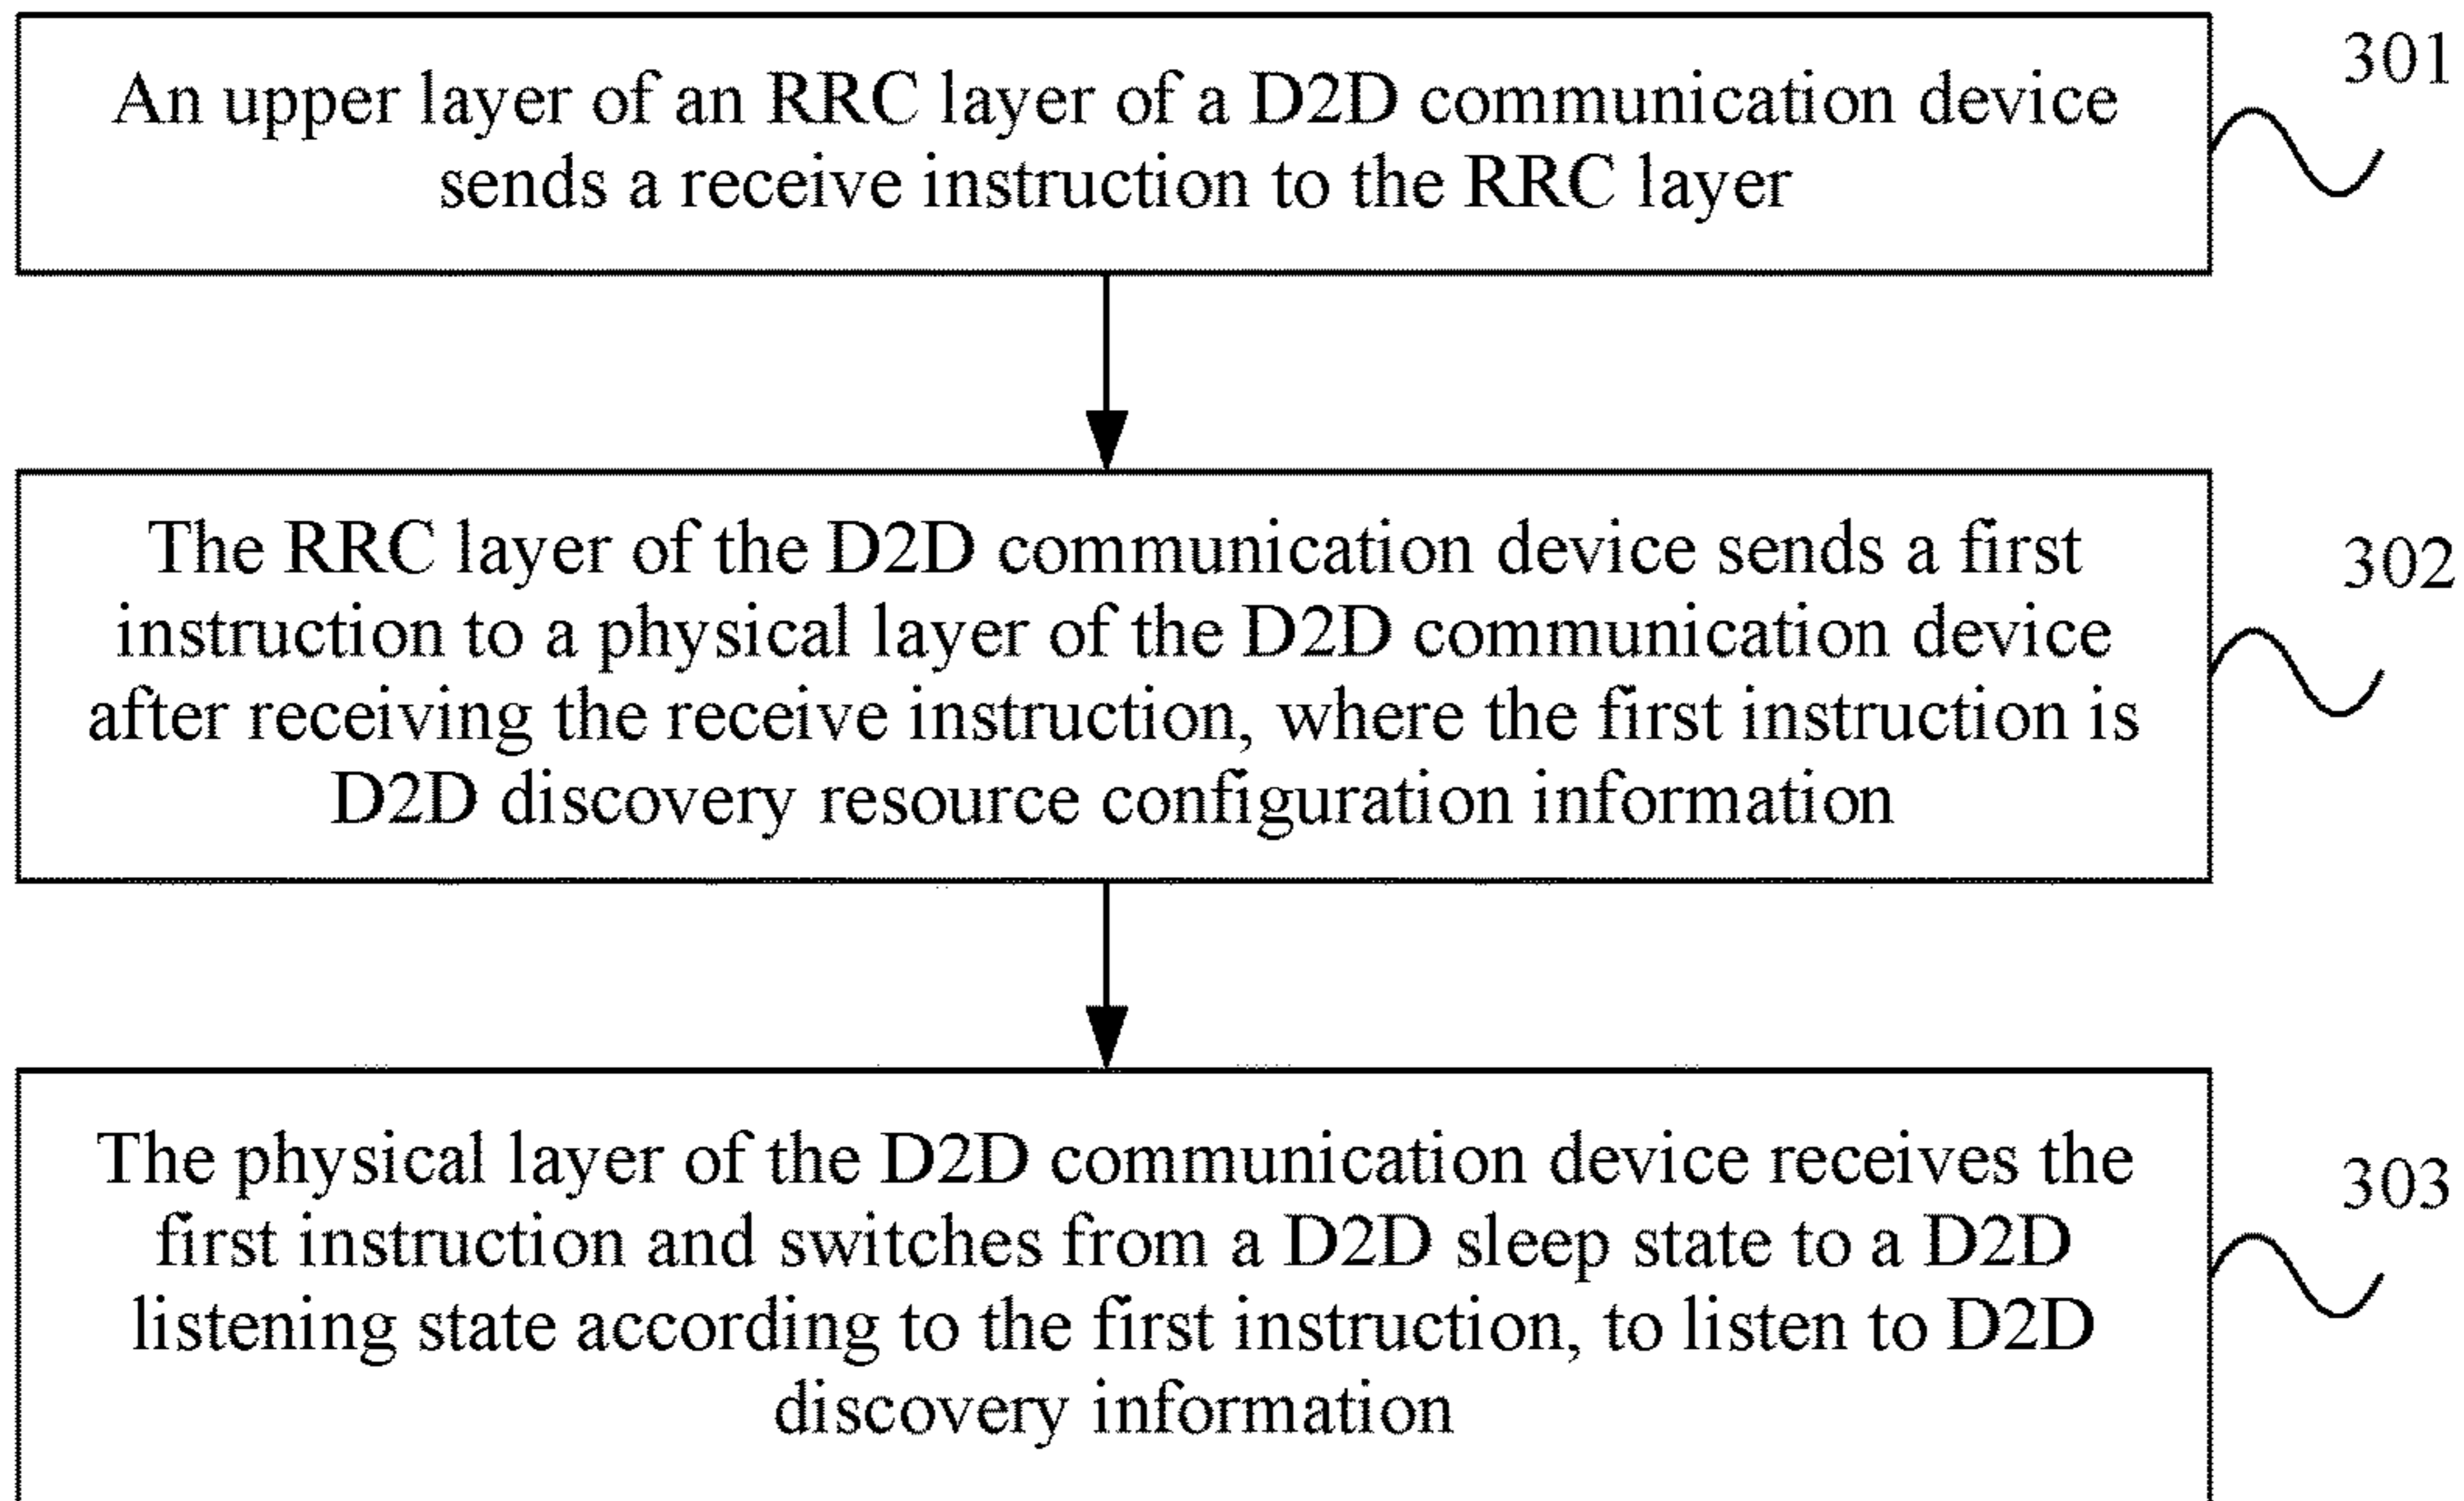 An upper layer of an RRC layer of a D2D communication device
sends a receive instruction to the RRC layer
301
The RRC layer of the D2D communication device sends a first
instruction to a physical layer of the D2D communication device
after receiving the receive instruction, where the first instruction is
D2D discovery resource configuration information
302
The physical layer of the D2D communication device receives the
first instruction and switches from a D2D sleep state to a D2D
listening state according to the first instruction, to listen to D2D
discovery information
303